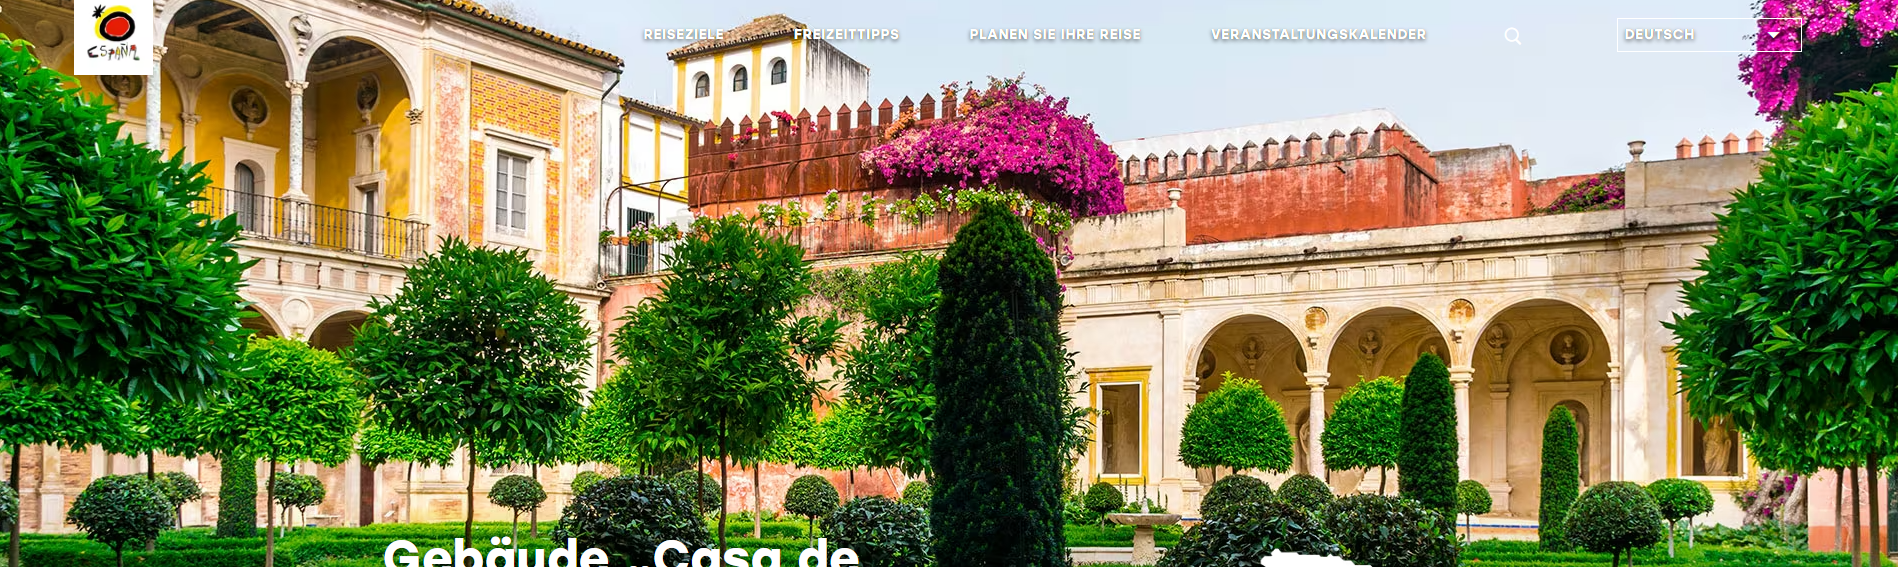 ESPAÑA
REISEZIELE FREIZEITTIPPS PLANEN SIE IHRE REISE VERANSTALTUNGSKALENDER DEUTSCH
Gebäude „Casa de